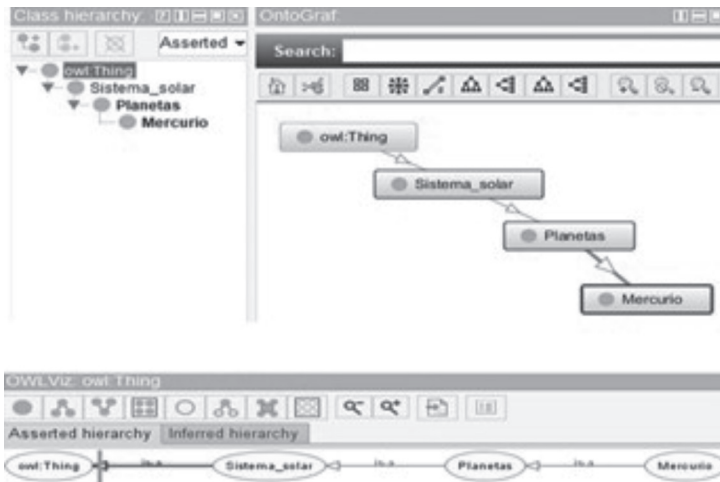 Class hierarchy:
Asserted
owl:Thing
Sistema_solar
Planetas
Mercurio
OntoGraf:
Search:
owl:Thing
Sistema_solar
Planetas
Mercurio
OWLViz: owl:Thing
Asserted hierarchy Inferred hierarchy
owl:Thing is-a Sistema_solar is-a Planetas is-a Mercurio